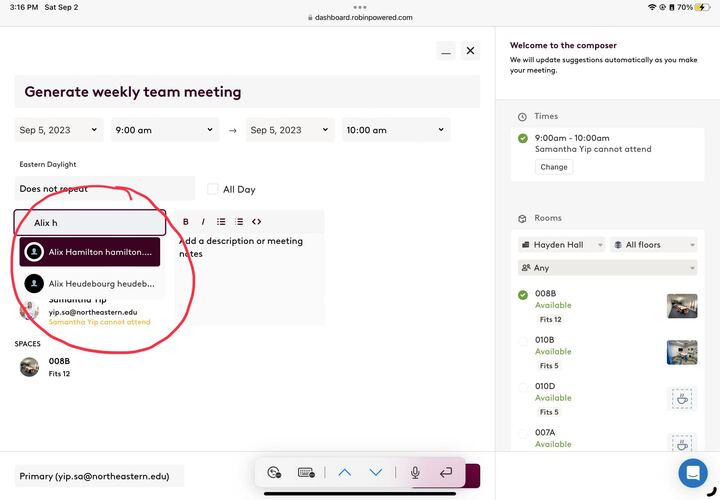 3:16 PM Sat Sep 2
70%
dashboard.robinpowered.com
Generate weekly team meeting
Sep 5, 2023 9:00 am → Sep 5, 2023 10:00 am
Eastern Daylight
Does not repeat All Day
Alix h
B I
Add a description or meeting
notes
Alix Hamilton hamilton....
Alix Heudebourg heudeb...
Samantha Yip
yip.sa@northeastern.edu
Samantha Yip cannot attend
SPACES
008B
Fits 12
Primary (yip.sa@northeastern.edu)
Welcome to the composer
We will update suggestions automatically as you make
your meeting.
Times
9:00am - 10:00am
Samantha Yip cannot attend
Change
Rooms
Hayden Hall All floors
Any
008B
Available
Fits 12
010B
Available
Fits 5
010D
Available
Fits 5
007A
Available